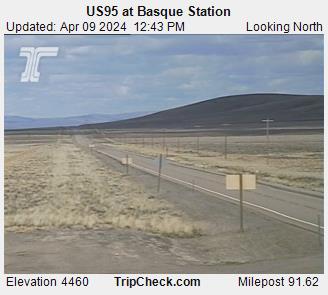 US95 at Basque Station
Updated: Apr 09 2024 12:43 PM Looking North
Elevation 4460 TripCheck.com Milepost 91.62